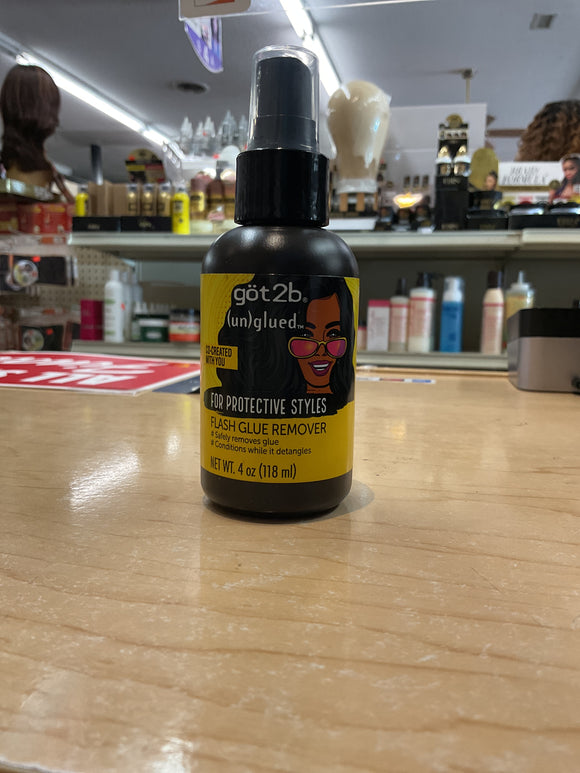 göt2b®
(un)glued™
CO-CREATED
WITH YOU
FOR PROTECTIVE STYLES
FLASH GLUE REMOVER
# Safely removes glue
# Conditions while it detangles
NET WT. 4 oz (118 ml)